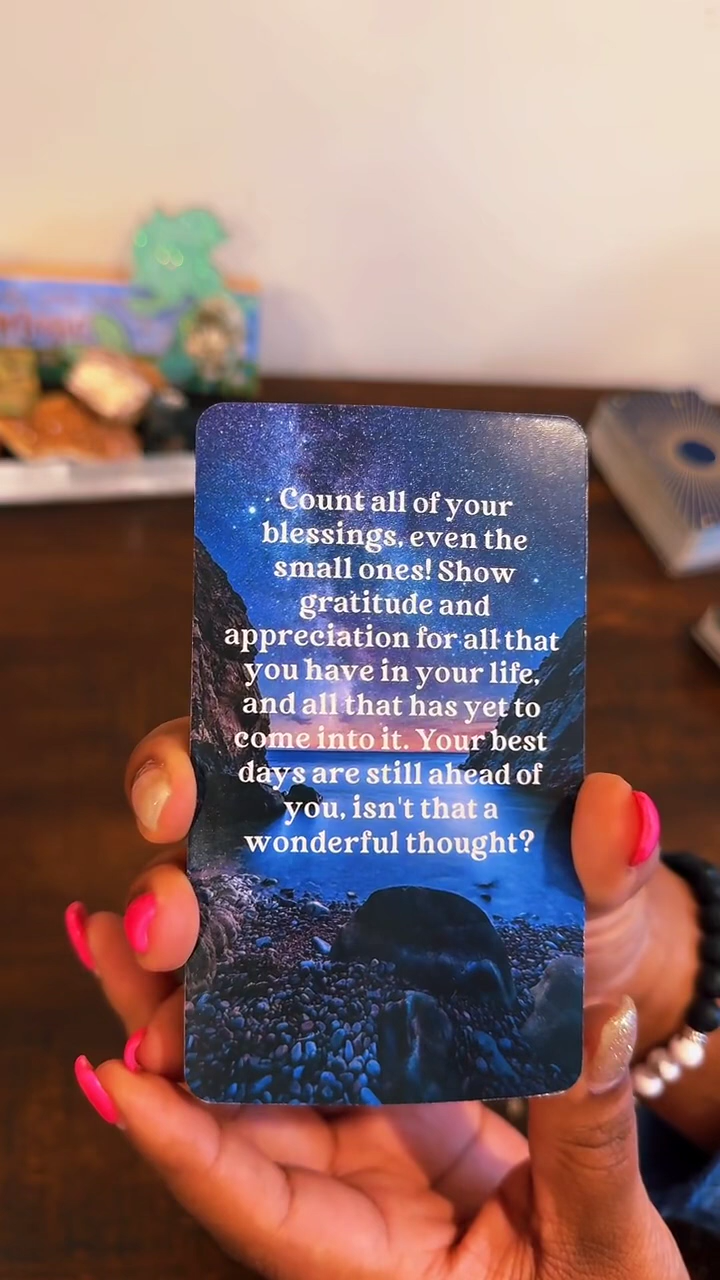 Count all of your
blessings, even the
small ones! Show
gratitude and
appreciation for all that
you have in your life,
and all that has yet to
come into it. Your best
days are still ahead of
you, isn't that a
wonderful thought?